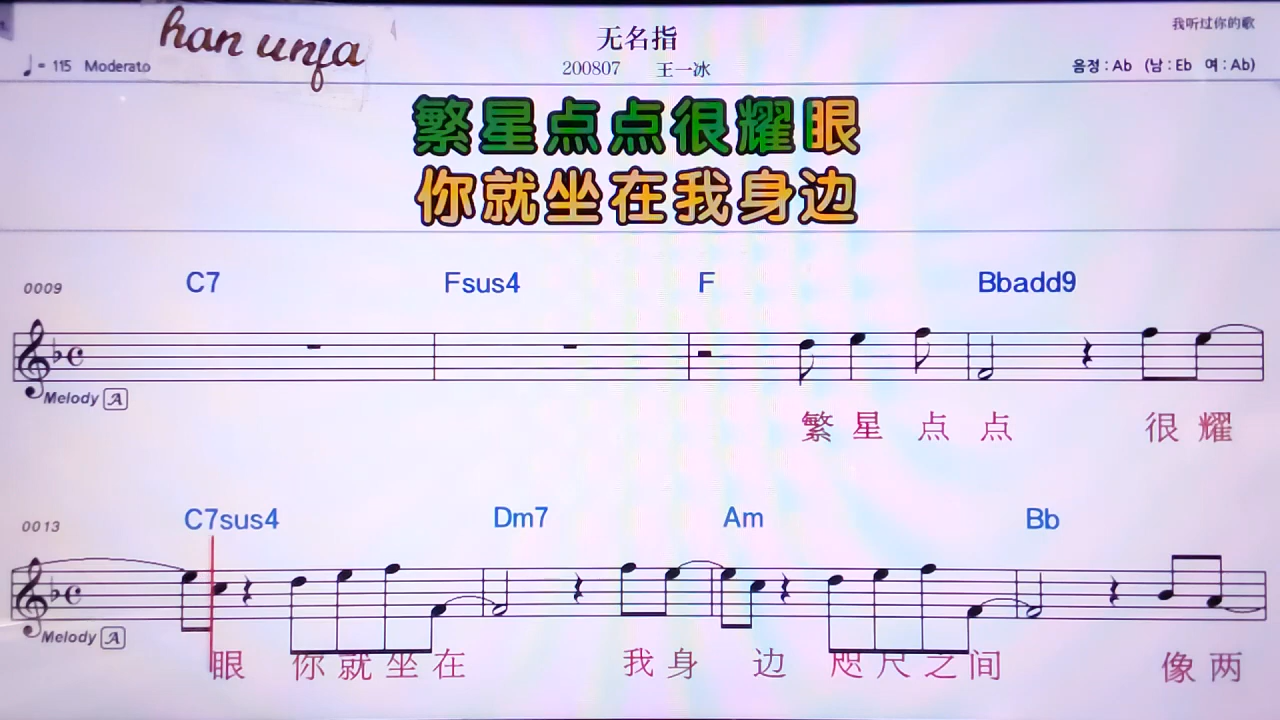 han unfa
无名指
我听过你的歌
♩= 115 Moderato
200807 王一冰
음정 : Ab (남 : Eb 여 : Ab)
繁星点点很耀眼
你就坐在我身边
0009 C7 Fsus4 F Bbadd9
Melody A
繁 星 点 点 很 耀
0013 C7sus4 Dm7 Am Bb
Melody A
眼 你 就 坐 在 我 身 边 咫 尺 之 间 像 两